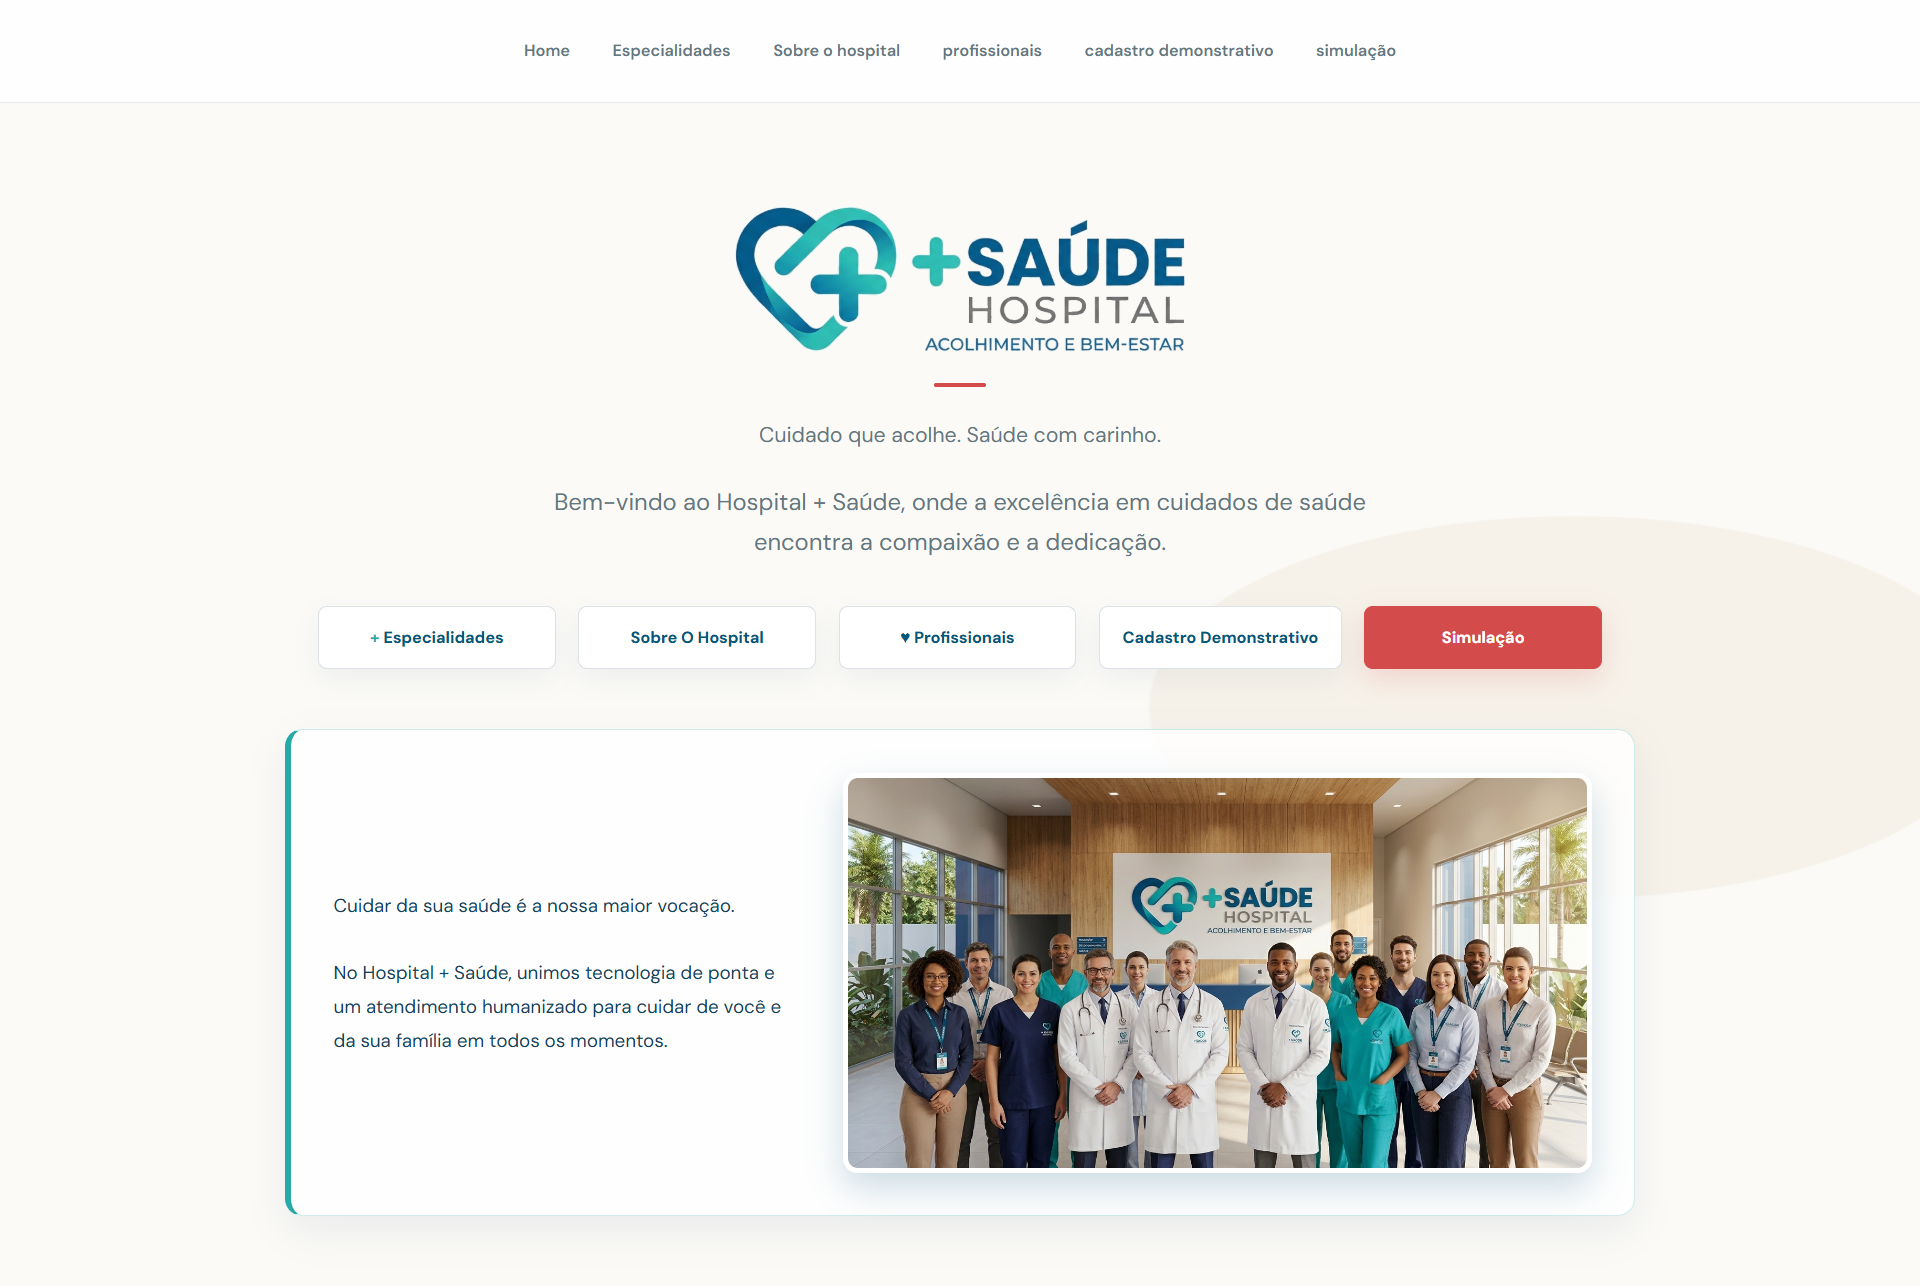 Home
Especialidades
Sobre o hospital
profissionais
cadastro demonstrativo
simulação
+SAÚDE
HOSPITAL
ACOLHIMENTO E BEM-ESTAR
Cuidado que acolhe. Saúde com carinho.
Bem-vindo ao Hospital + Saúde, onde a excelência em cuidados de saúde
encontra a compaixão e a dedicação.
+ Especialidades
Sobre O Hospital
♥ Profissionais
Cadastro Demonstrativo
Simulação
Cuidar da sua saúde é a nossa maior vocação.
No Hospital + Saúde, unimos tecnologia de ponta e
um atendimento humanizado para cuidar de você e
da sua família em todos os momentos.
+SAÚDE
HOSPITAL
ACOLHIMENTO E BEM-ESTAR